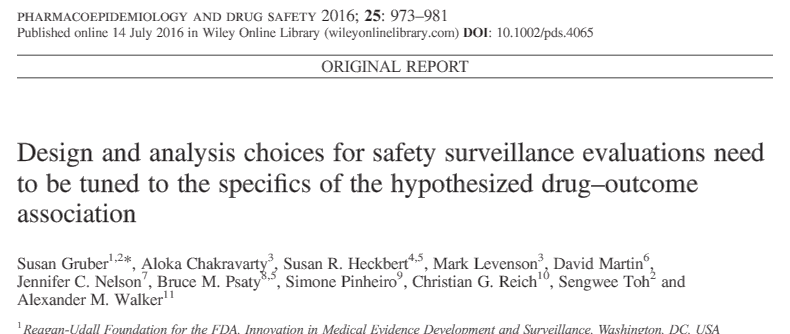 PHARMACOEPIDEMIOLOGY AND DRUG SAFETY 2016; 25: 973–981
Published online 14 July 2016 in Wiley Online Library (wileyonlinelibrary.com) DOI: 10.1002/pds.4065
ORIGINAL REPORT
Design and analysis choices for safety surveillance evaluations need
to be tuned to the specifics of the hypothesized drug–outcome
association
Susan Gruber1,2*, Aloka Chakravarty3, Susan R. Heckbert4,5, Mark Levenson3, David Martin6,
Jennifer C. Nelson7, Bruce M. Psaty8,5, Simone Pinheiro9, Christian G. Reich10, Sengwee Toh2 and
Alexander M. Walker11
1Reagan-Udall Foundation for the FDA, Innovation in Medical Evidence Development and Surveillance, Washington, DC, USA